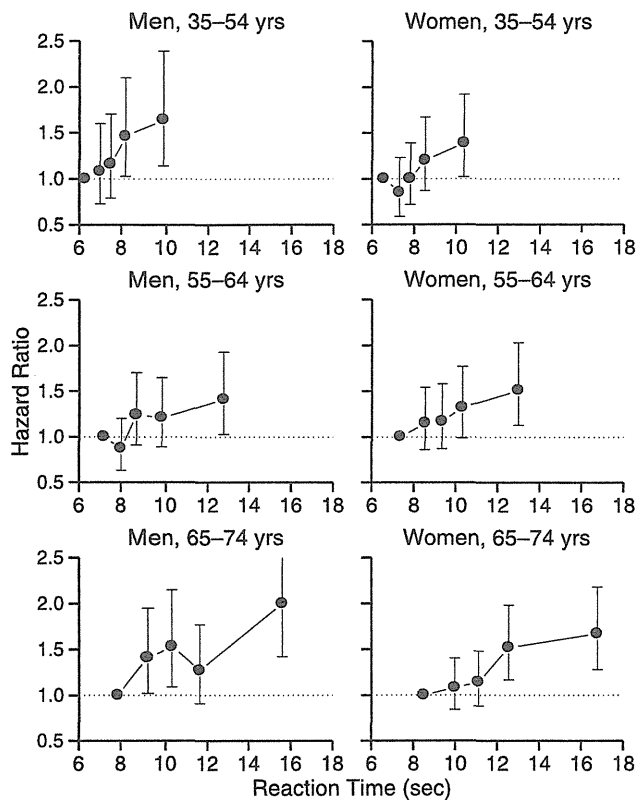 Men, 35–54 yrs
Women, 35–54 yrs
2.5
2.0
1.5
1.0
0.5
6 8 10 12 14 16 18
6 8 10 12 14 16 18
Men, 55–64 yrs
Women, 55–64 yrs
Hazard Ratio
2.5
2.0
1.5
1.0
0.5
6 8 10 12 14 16 18
6 8 10 12 14 16 18
Men, 65–74 yrs
Women, 65–74 yrs
2.5
2.0
1.5
1.0
0.5
6 8 10 12 14 16 18
6 8 10 12 14 16 18
Reaction Time (sec)